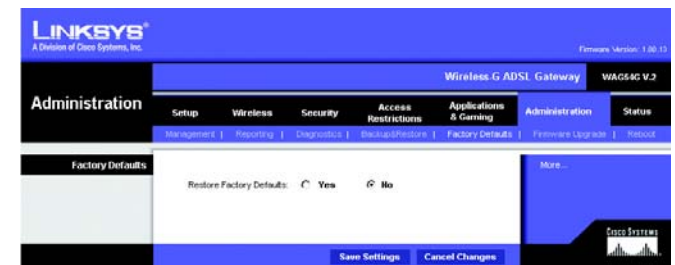 LINKSYS®
A Division of Cisco Systems, Inc.
Firmware Version: 1.00.13
Wireless-G ADSL Gateway WAG54G V.2
Administration
Setup Wireless Security Access Restrictions Applications & Gaming Administration Status
Management | Reporting | Diagnostics | Backup&Restore | Factory Defaults | Firmware Upgrade | Reboot
Factory Defaults
Restore Factory Defaults: Yes No
More...
Save Settings Cancel Changes
CISCO SYSTEMS